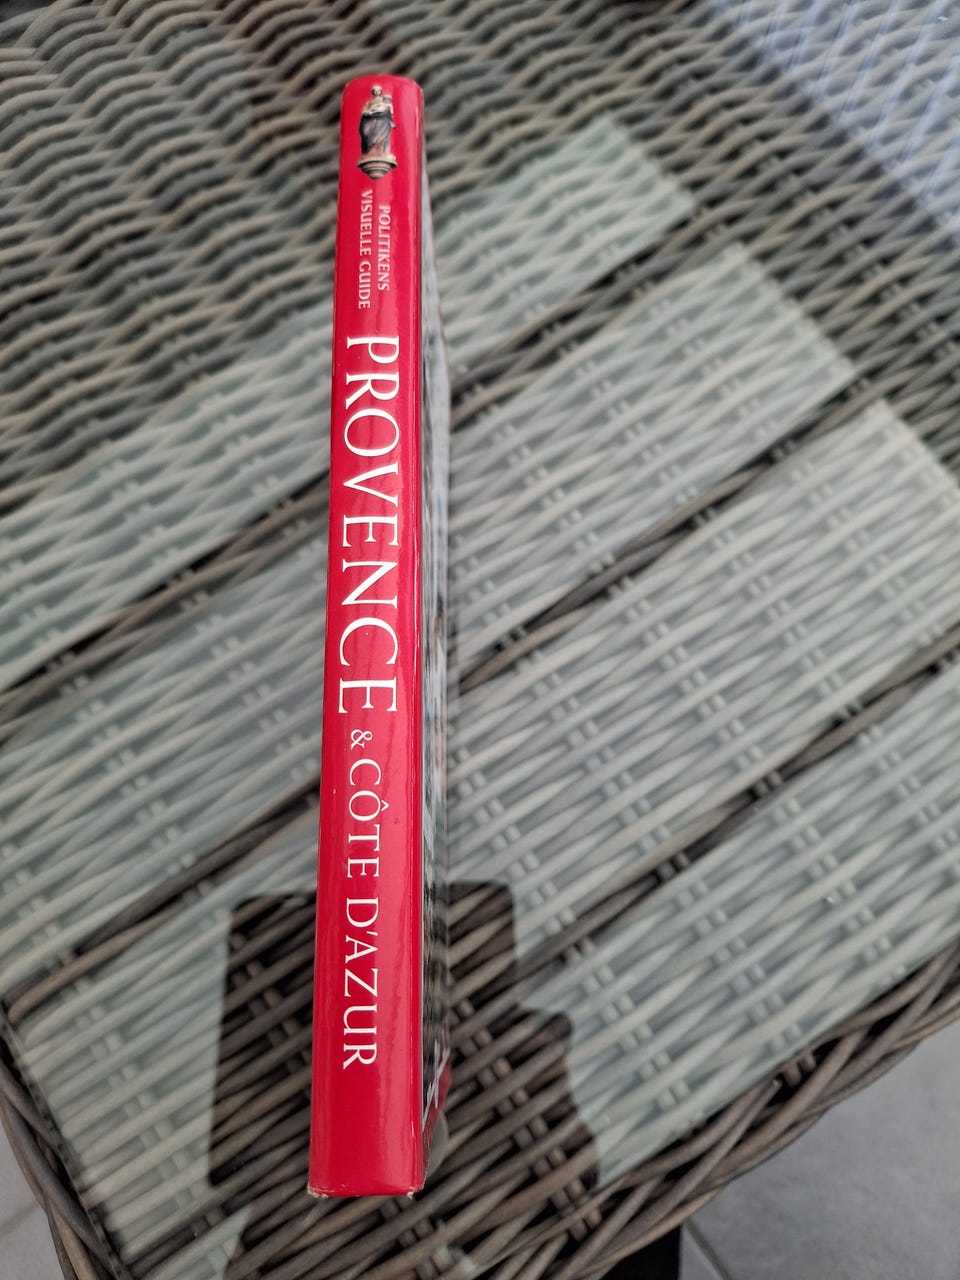 POLITIKENS
VISUELLE GUIDE
PROVENCE & CÔTE D'AZUR